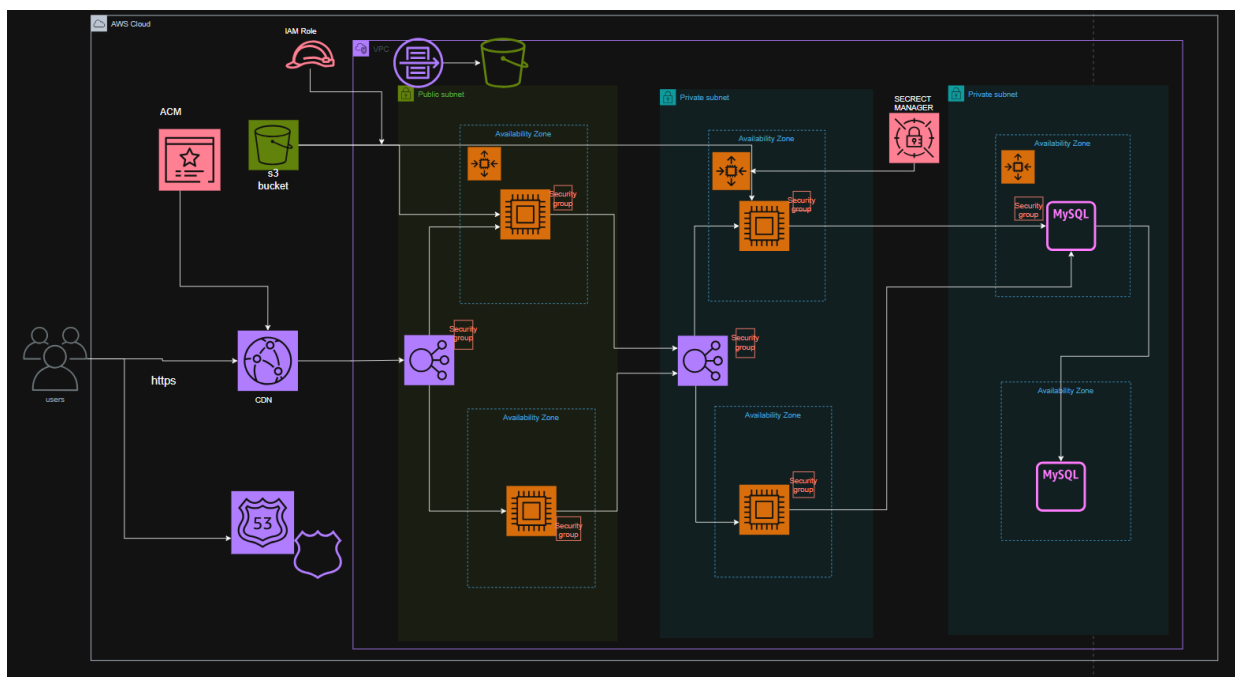 AWS Cloud
IAM Role
VPC
Public subnet
Private subnet
SECRECT
MANAGER
Private subnet
ACM
s3
bucket
Availability Zone
Availability Zone
Availability Zone
Security
group
Security
group
Security
group
MySQL
Security
group
Security
group
users
https
CDN
Availability Zone
Availability Zone
Availability Zone
Security
group
Security
group
MySQL
53